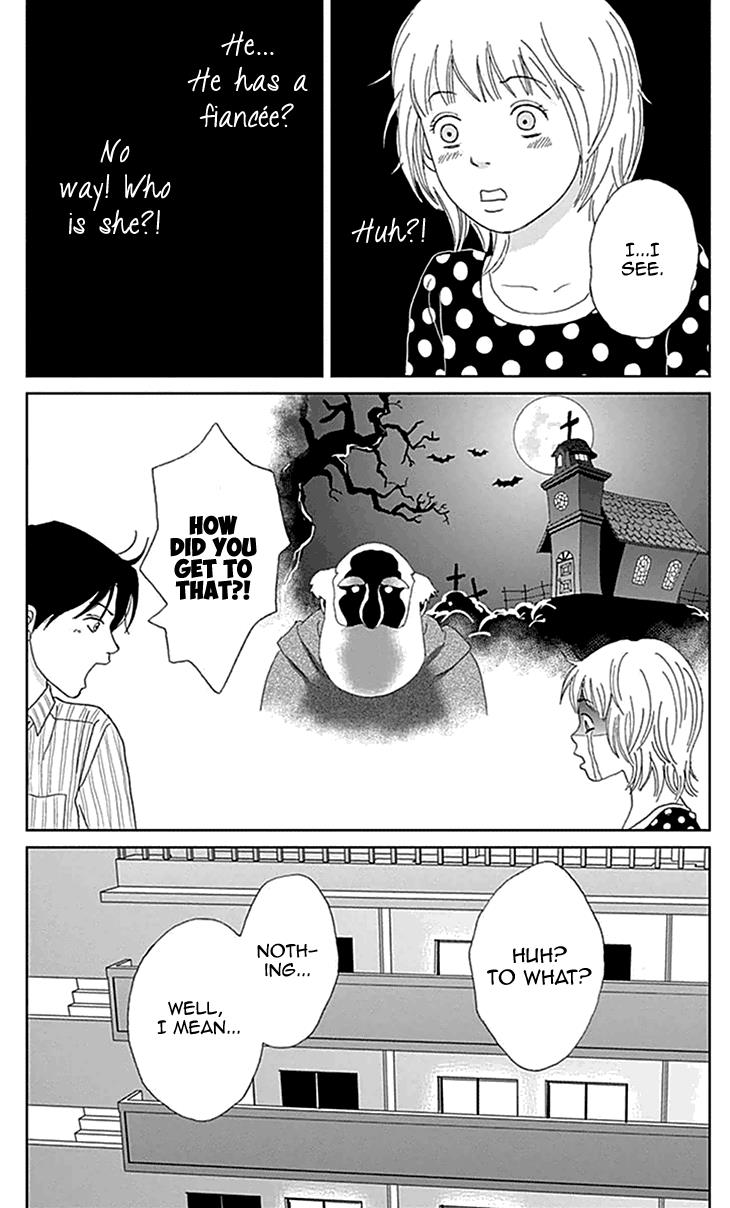 I...I
SEE.
Huh?!
He...
He has a
fiancée?
No
way! Who
is she?!
HOW
DID YOU
GET TO
THAT?!
HUH?
TO WHAT?
NOTH-
ING...
WELL,
I MEAN...